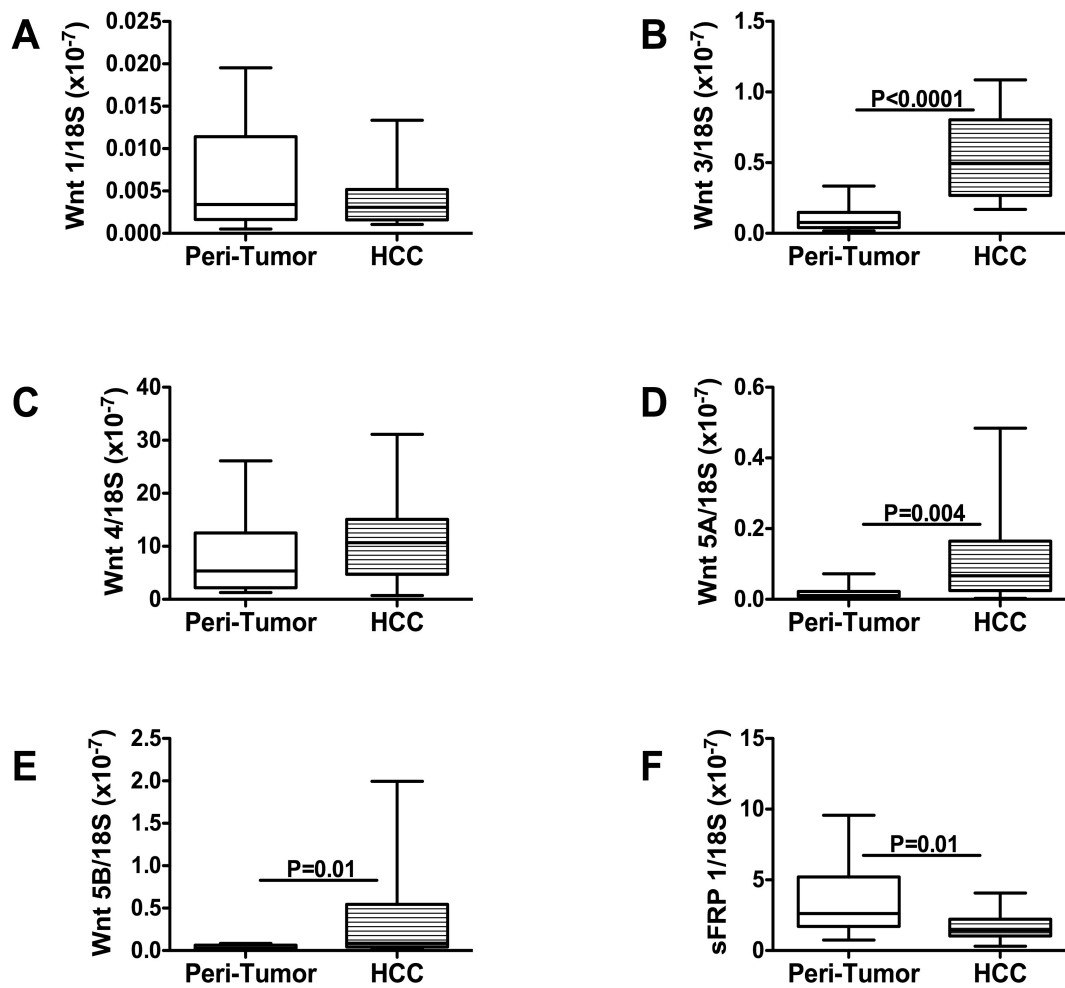 A
Wnt 1/18S (x10-7)
0.025
0.020
0.015
0.010
0.005
0.000
Peri-Tumor HCC
B
Wnt 3/18S (x10-7)
1.5
1.0
0.5
0.0
P<0.0001
Peri-Tumor HCC
C
Wnt 4/18S (x10-7)
40
30
20
10
0
Peri-Tumor HCC
D
Wnt 5A/18S (x10-7)
0.6
0.4
0.2
0.0
P=0.004
Peri-Tumor HCC
E
Wnt 5B/18S (x10-7)
2.5
2.0
1.5
1.0
0.5
0.0
P=0.01
Peri-Tumor HCC
F
sFRP 1/18S (x10-7)
15
10
5
0
P=0.01
Peri-Tumor HCC